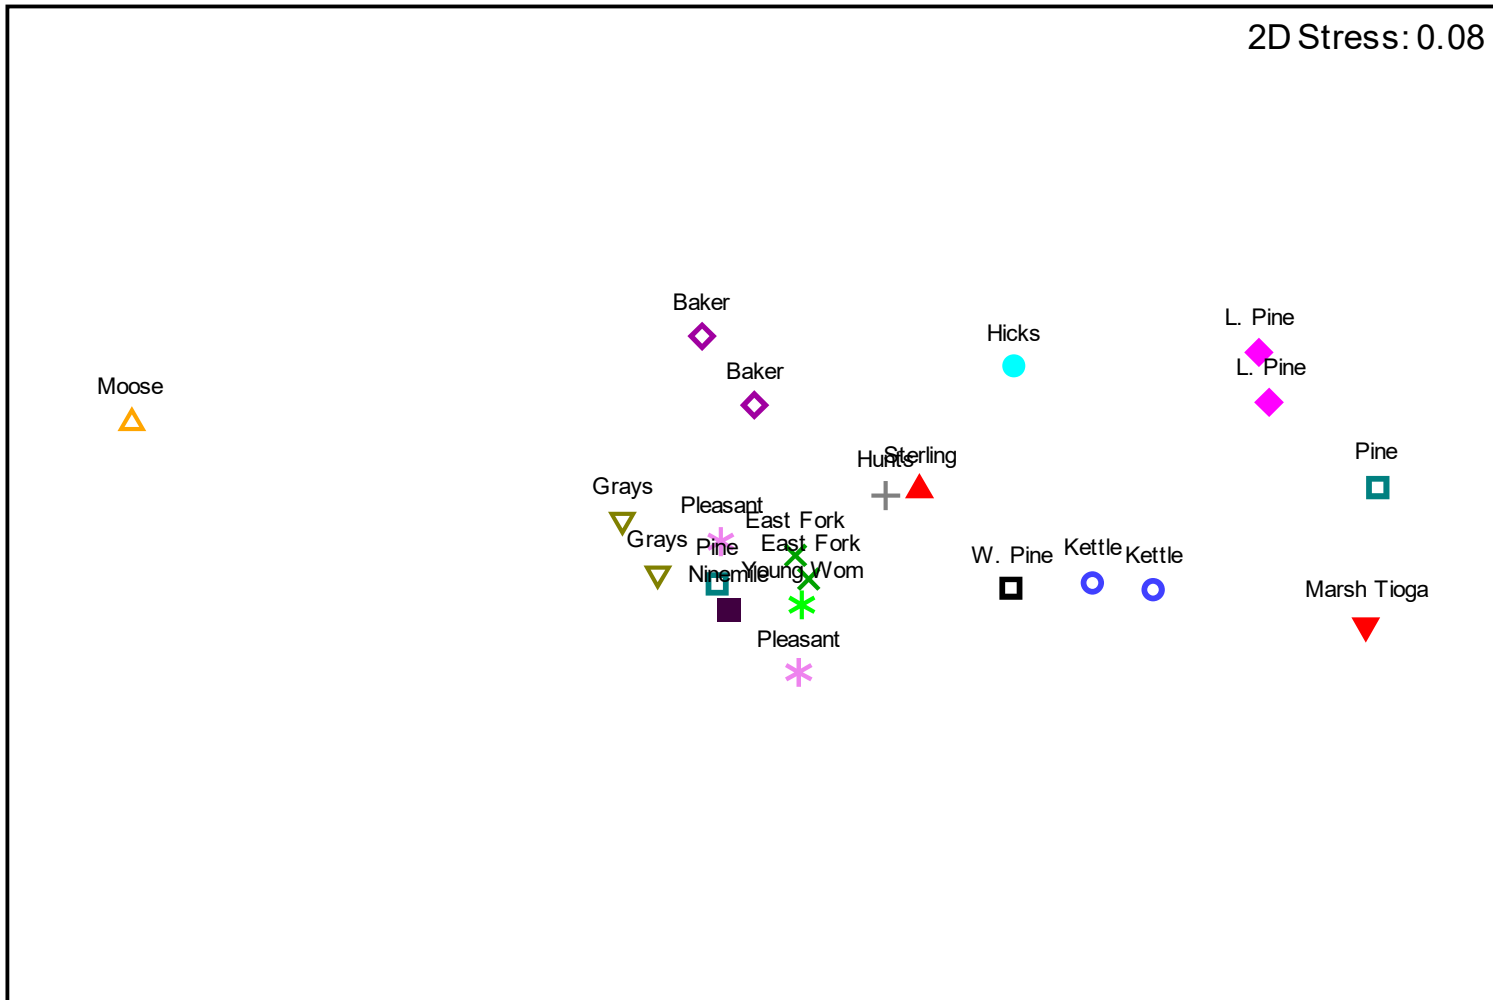 2D Stress: 0.08
Baker
L. Pine
Hicks
L. Pine
Baker
Moose
Pine
Hunts
Sterling
Grays
Pleasant
East Fork
Grays
Pine
East Fork
W. Pine
Kettle
Kettle
Ninemile
Young Wom
Marsh Tioga
Pleasant